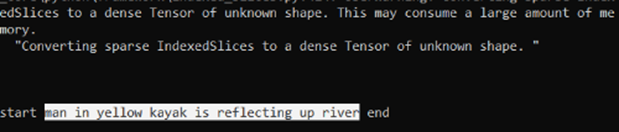 edSlices to a dense Tensor of unknown shape. This may consume a large amount of me
mory.
"Converting sparse IndexedSlices to a dense Tensor of unknown shape. "
start man in yellow kayak is reflecting up river end